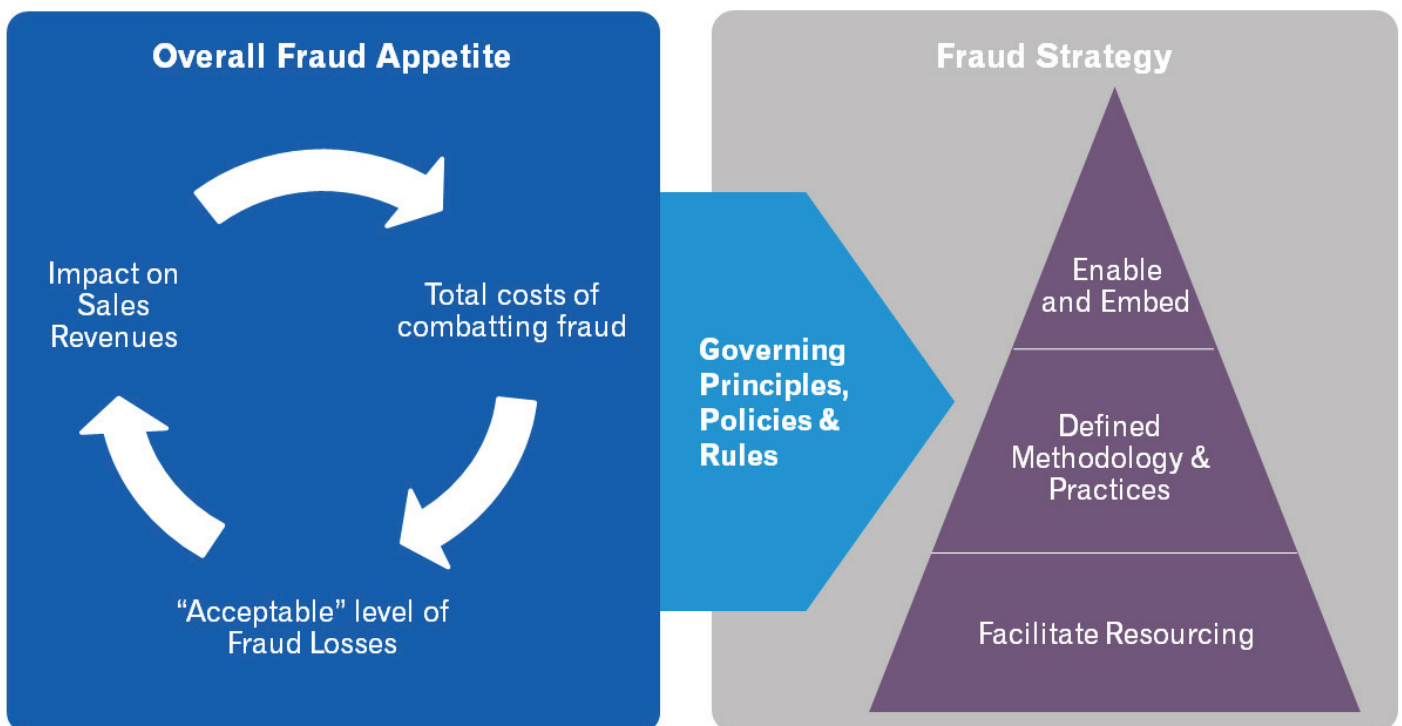 Overall Fraud Appetite
Impact on
Sales
Revenues
Total costs of
combatting fraud
“Acceptable” level of
Fraud Losses
Governing
Principles,
Policies &
Rules
Fraud Strategy
Enable
and Embed
Defined
Methodology &
Practices
Facilitate Resourcing